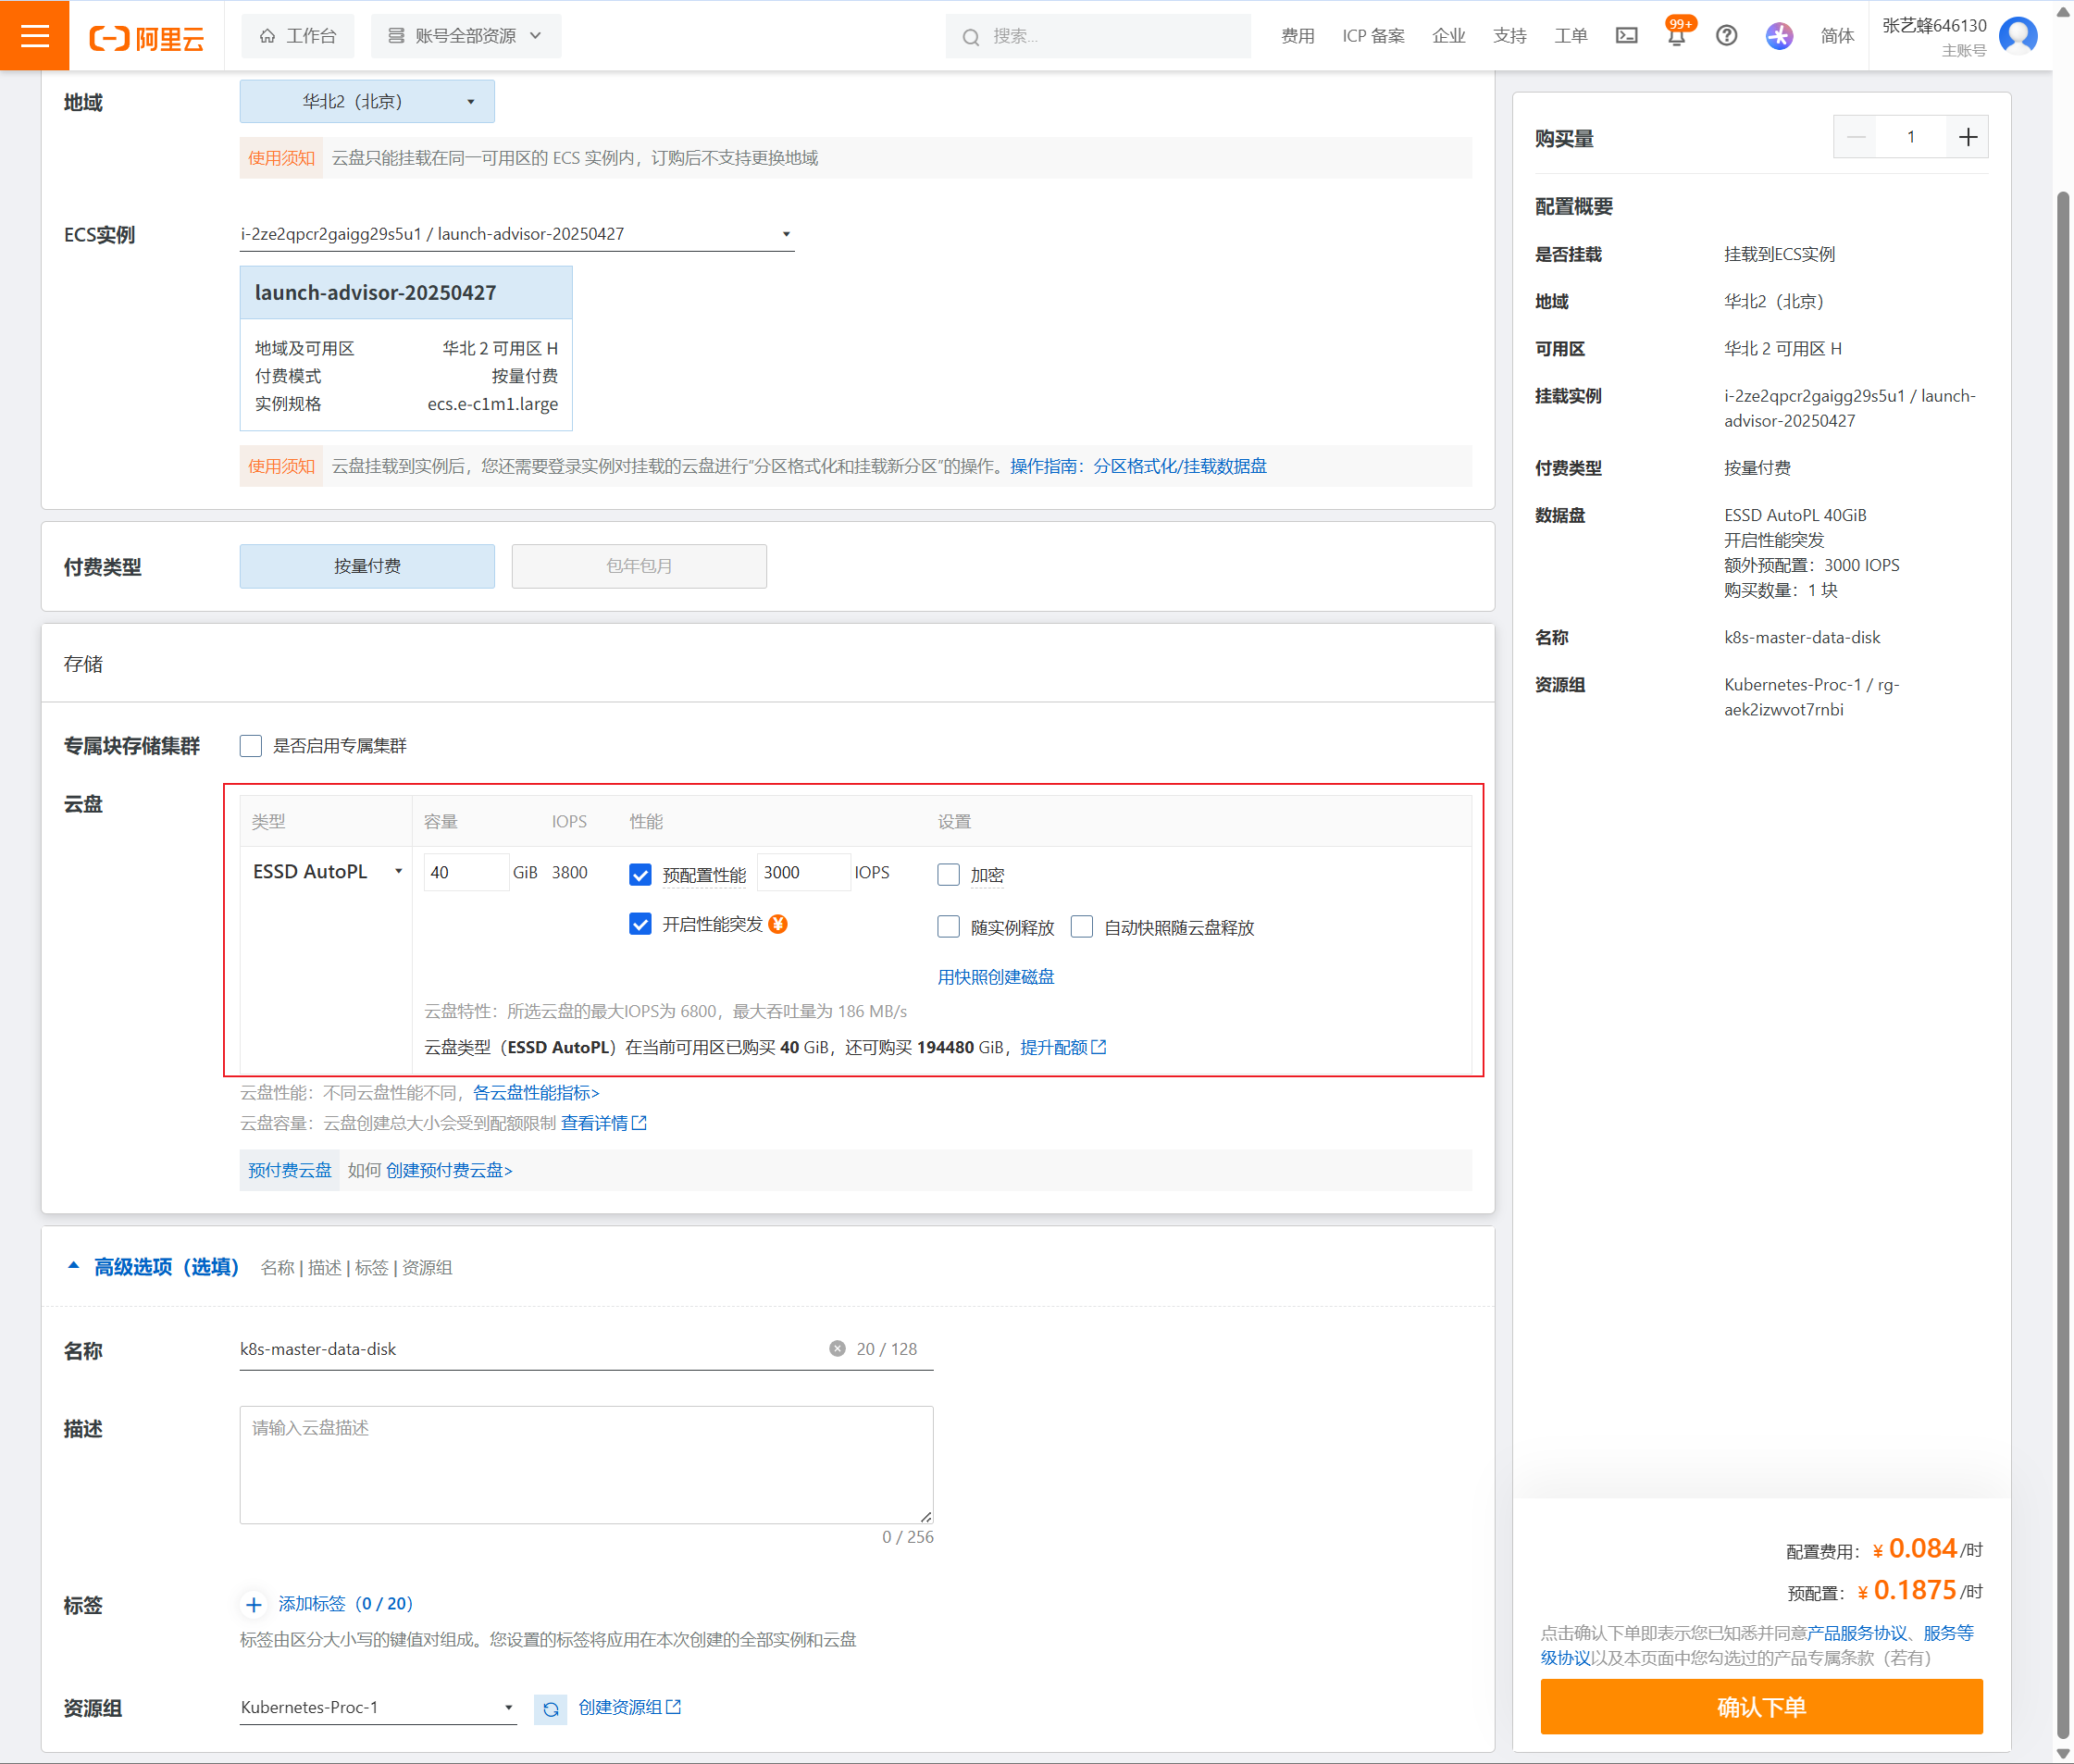 阿里云
工作台
账号全部资源
搜索...
费用
ICP 备案
企业
支持
工单
99+
简体
张艺蜂646130
主账号
地域
华北2（北京）
使用须知 云盘只能挂载在同一可用区的 ECS 实例内，订购后不支持更换地域
ECS实例
i-2ze2qpcr2gaigg29s5u1 / launch-advisor-20250427
launch-advisor-20250427
地域及可用区 华北 2 可用区 H
付费模式 按量付费
实例规格 ecs.e-c1m1.large
使用须知 云盘挂载到实例后，您还需要登录实例对挂载的云盘进行"分区格式化和挂载新分区"的操作。操作指南：分区格式化/挂载数据盘
付费类型
按量付费
包年包月
存储
专属块存储集群
是否启用专属集群
云盘
类型 容量 IOPS 性能 设置
ESSD AutoPL 40 GiB 3800 预配置性能 3000 IOPS 加密
开启性能突发 ¥ 随实例释放 自动快照随云盘释放
用快照创建磁盘
云盘特性：所选云盘的最大IOPS为 6800，最大吞吐量为 186 MB/s
云盘类型（ESSD AutoPL）在当前可用区已购买 40 GiB，还可购买 194480 GiB，提升配额
云盘性能：不同云盘性能不同，各云盘性能指标>
云盘容量：云盘创建总大小会受到配额限制 查看详情
预付费云盘 如何 创建预付费云盘>
高级选项（选填） 名称 | 描述 | 标签 | 资源组
名称
k8s-master-data-disk
20 / 128
描述
请输入云盘描述
0 / 256
标签
添加标签（0 / 20）
标签由区分大小写的键值对组成。您设置的标签将应用在本次创建的全部实例和云盘
资源组
Kubernetes-Proc-1
创建资源组
购买量
1
配置概要
是否挂载 挂载到ECS实例
地域 华北2（北京）
可用区 华北 2 可用区 H
挂载实例 i-2ze2qpcr2gaigg29s5u1 / launch-
advisor-20250427
付费类型 按量付费
数据盘 ESSD AutoPL 40GiB
开启性能突发
额外预配置：3000 IOPS
购买数量：1 块
名称 k8s-master-data-disk
资源组 Kubernetes-Proc-1 / rg-
aek2izwvot7rnbi
配置费用：¥ 0.084 /时
预配置：¥ 0.1875 /时
点击确认下单即表示您已知悉并同意产品服务协议、服务等
级协议以及本页面中您勾选过的产品专属条款（若有）
确认下单